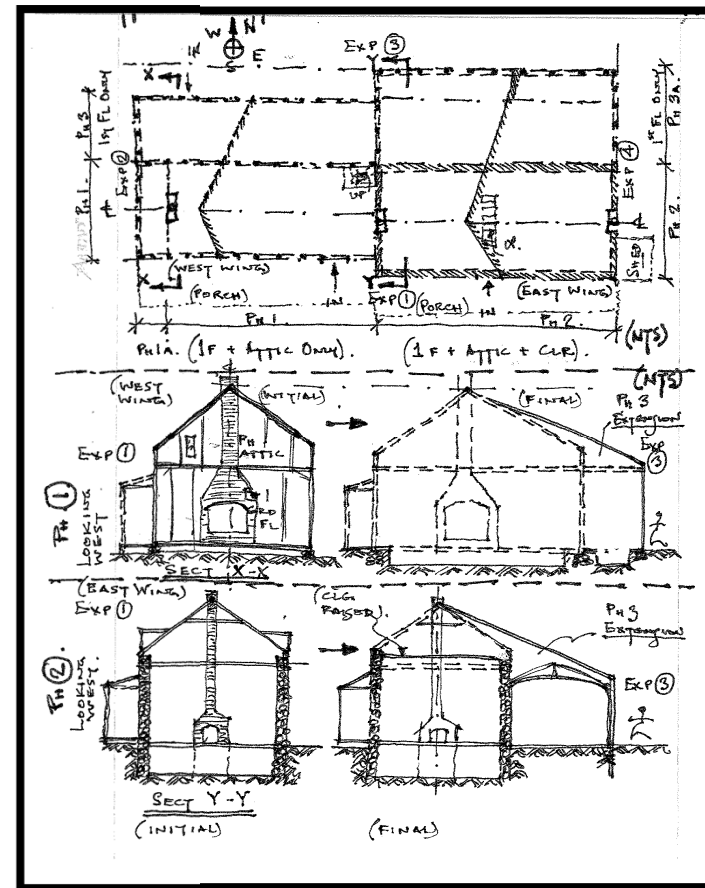 W N
S E
EXP ③
X
Y
PH 3
1ST FL ONLY
EXP ②
PH 1.
UP
1ST FL ONLY
PH 3A.
EXP ④
PH 2.
SHED
(WEST WING)
(PORCH)
IN
EXP ①
(PORCH)
IN
(EAST WING)
X
Y
PH 1.
PH 2.
(NTS)
PH1A. (1F + ATTIC ONLY).
(1F + ATTIC + CLR).
(NTS)
(WEST WING)
(INITIAL)
(FINAL)
PH 3
EXTENSION
EXP ③
EXP ①
PH
ATTIC
PH 1
GRD
FL
PH ①
LOOKING
WEST
SECT X-X
(EAST WING)
EXP ①
(CLG
RAISED).
PH 3
EXTENSION
EXP ③
PH ②.
LOOKING
WEST.
SECT Y-Y
(INITIAL)
(FINAL)